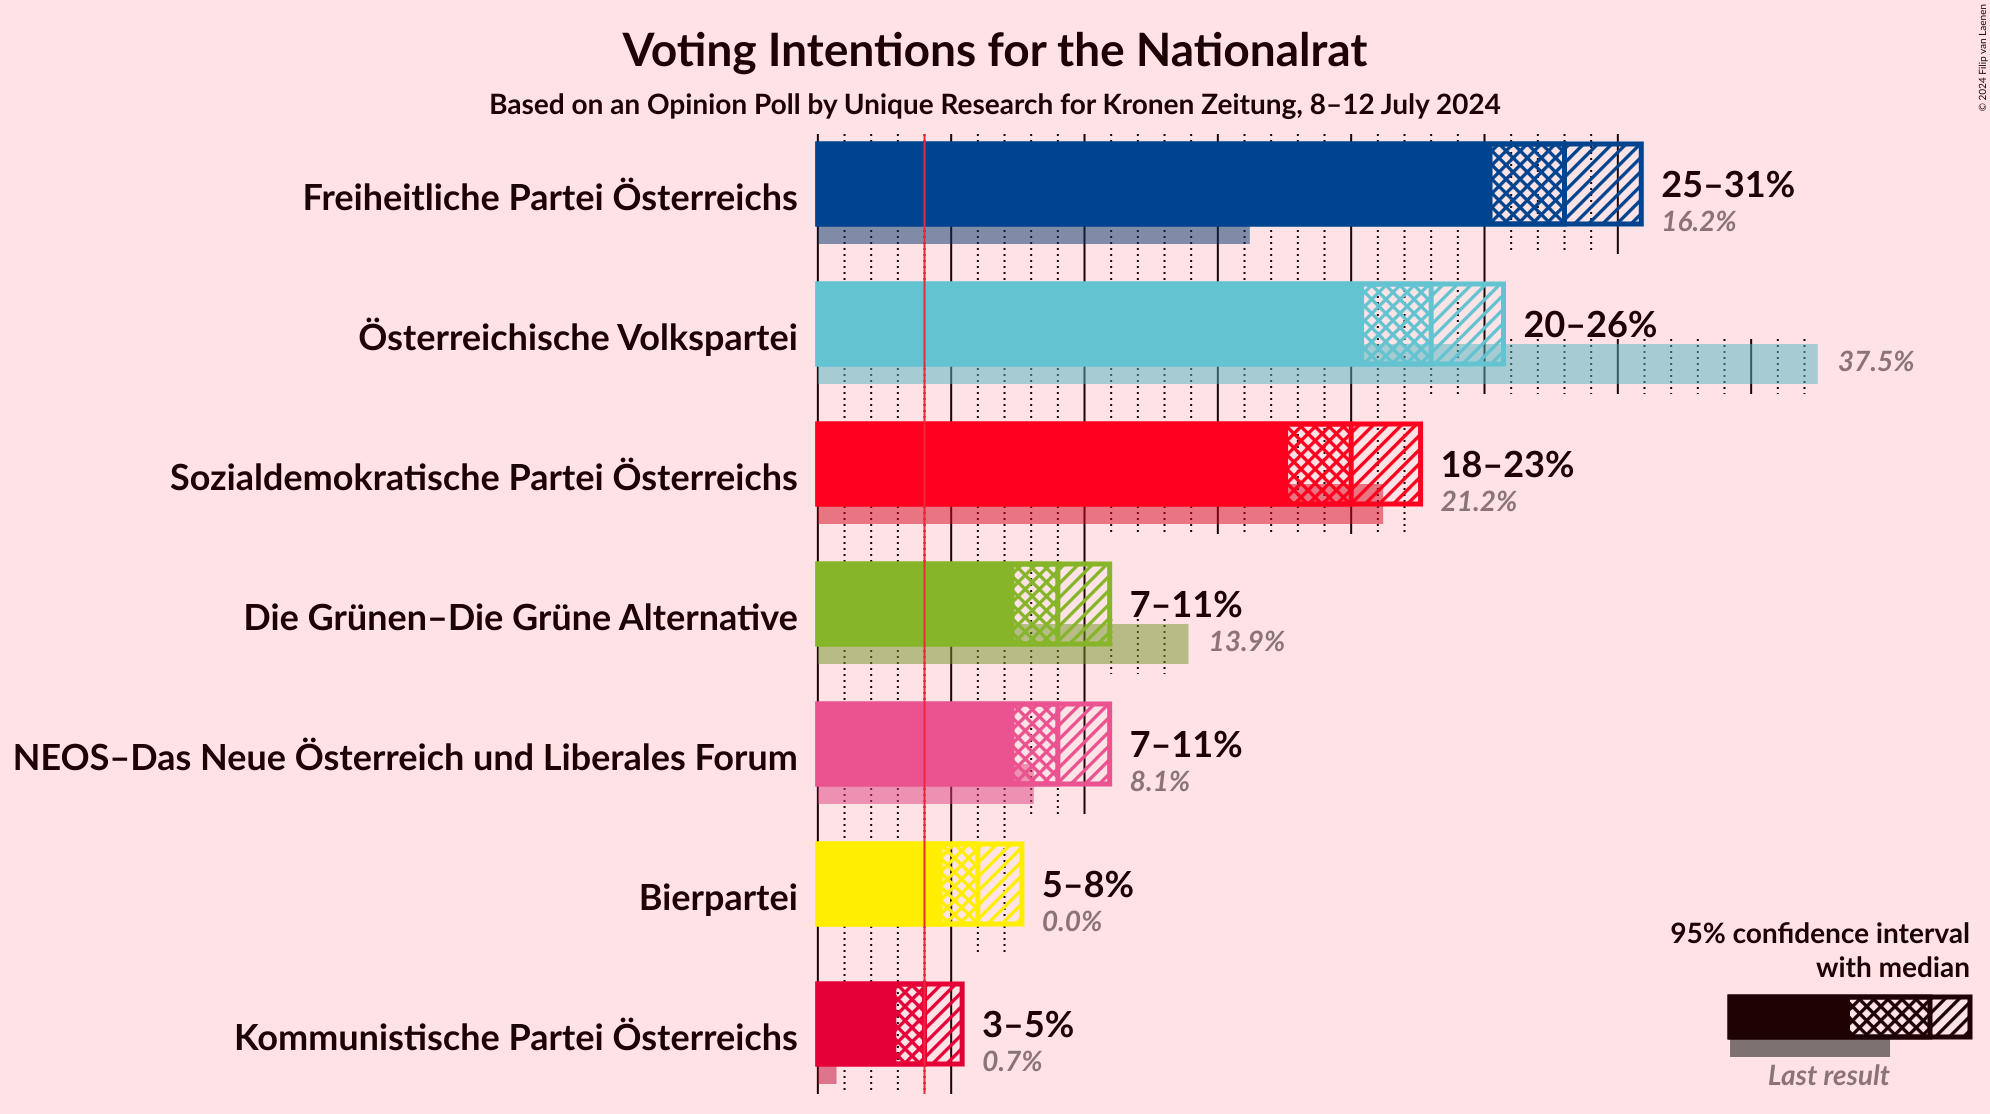 Voting Intentions for the Nationalrat
Based on an Opinion Poll by Unique Research for Kronen Zeitung, 8–12 July 2024
© 2024 Filip van Laenen
Freiheitliche Partei Österreichs
25–31%
16.2%
Österreichische Volkspartei
20–26%
37.5%
Sozialdemokratische Partei Österreichs
18–23%
21.2%
Die Grünen–Die Grüne Alternative
7–11%
13.9%
NEOS–Das Neue Österreich und Liberales Forum
7–11%
8.1%
Bierpartei
5–8%
0.0%
Kommunistische Partei Österreichs
3–5%
0.7%
95% confidence interval
with median
Last result